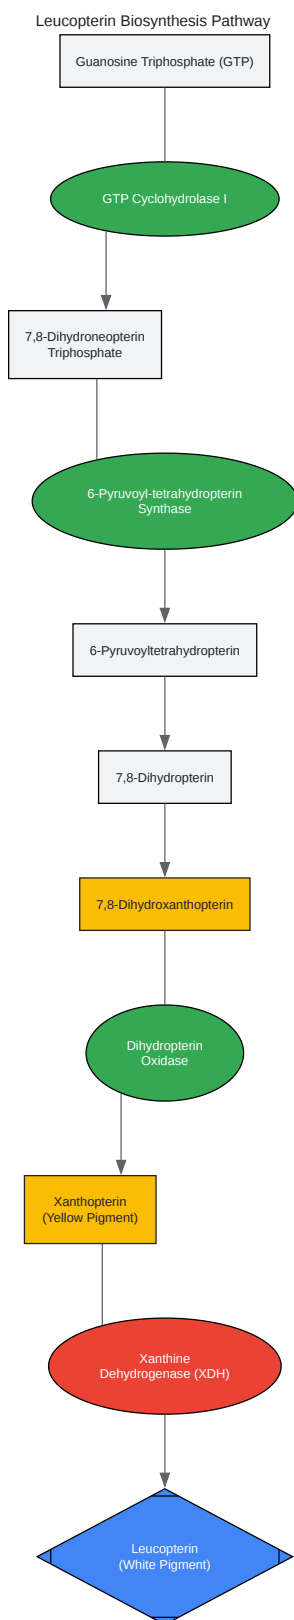 Leucopterin Biosynthesis Pathway
Guanosine Triphosphate (GTP)
GTP Cyclohydrolase I
7,8-Dihydroneopterin
Triphosphate
6-Pyruvoyl-tetrahydropterin
Synthase
6-Pyruvoyltetrahydropterin
7,8-Dihydropterin
7,8-Dihydroxanthopterin
Dihydropterin
Oxidase
Xanthopterin
(Yellow Pigment)
Xanthine
Dehydrogenase (XDH)
Leucopterin
(White Pigment)